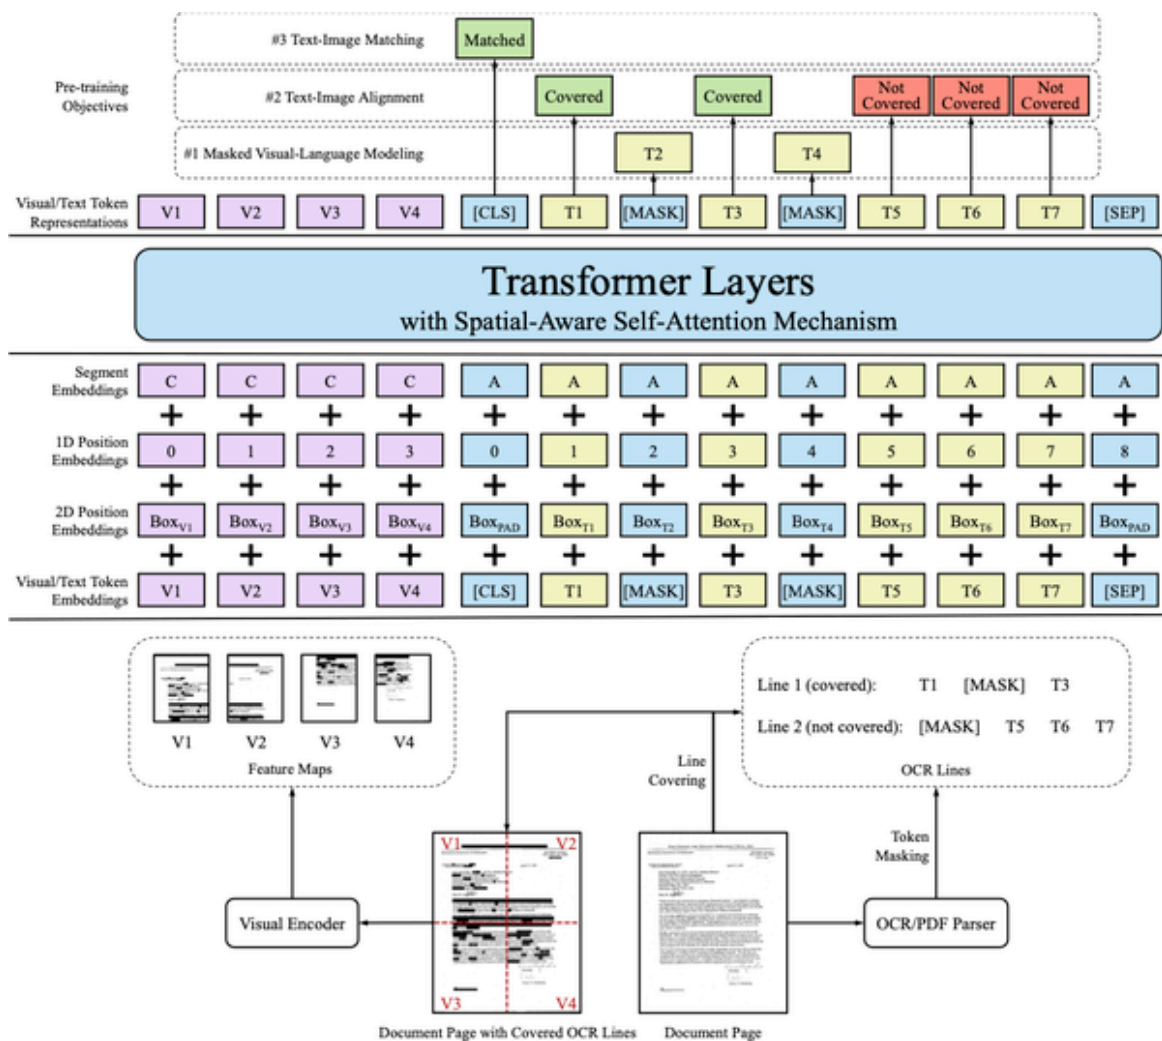 #3 Text-Image Matching
Matched
Pre-training
Objectives
#2 Text-Image Alignment
Covered
Covered
Not
Covered
Not
Covered
Not
Covered
#1 Masked Visual-Language Modeling
T2
T4
Visual/Text Token
Representations
V1 V2 V3 V4 [CLS] T1 [MASK] T3 [MASK] T5 T6 T7 [SEP]
Transformer Layers
with Spatial-Aware Self-Attention Mechanism
Segment
Embeddings
C C C C A A A A A A A A A
+ + + + + + + + + + + + +
1D Position
Embeddings
0 1 2 3 0 1 2 3 4 5 6 7 8
+ + + + + + + + + + + + +
2D Position
Embeddings
BoxV1 BoxV2 BoxV3 BoxV4 BoxPAD BoxT1 BoxT2 BoxT3 BoxT4 BoxT5 BoxT6 BoxT7 BoxPAD
+ + + + + + + + + + + + +
Visual/Text Token
Embeddings
V1 V2 V3 V4 [CLS] T1 [MASK] T3 [MASK] T5 T6 T7 [SEP]
V1 V2 V3 V4
Feature Maps
Line 1 (covered): T1 [MASK] T3
Line 2 (not covered): [MASK] T5 T6 T7
OCR Lines
Line
Covering
Token
Masking
V1 V2
V3 V4
Visual Encoder
OCR/PDF Parser
Document Page with Covered OCR Lines
Document Page